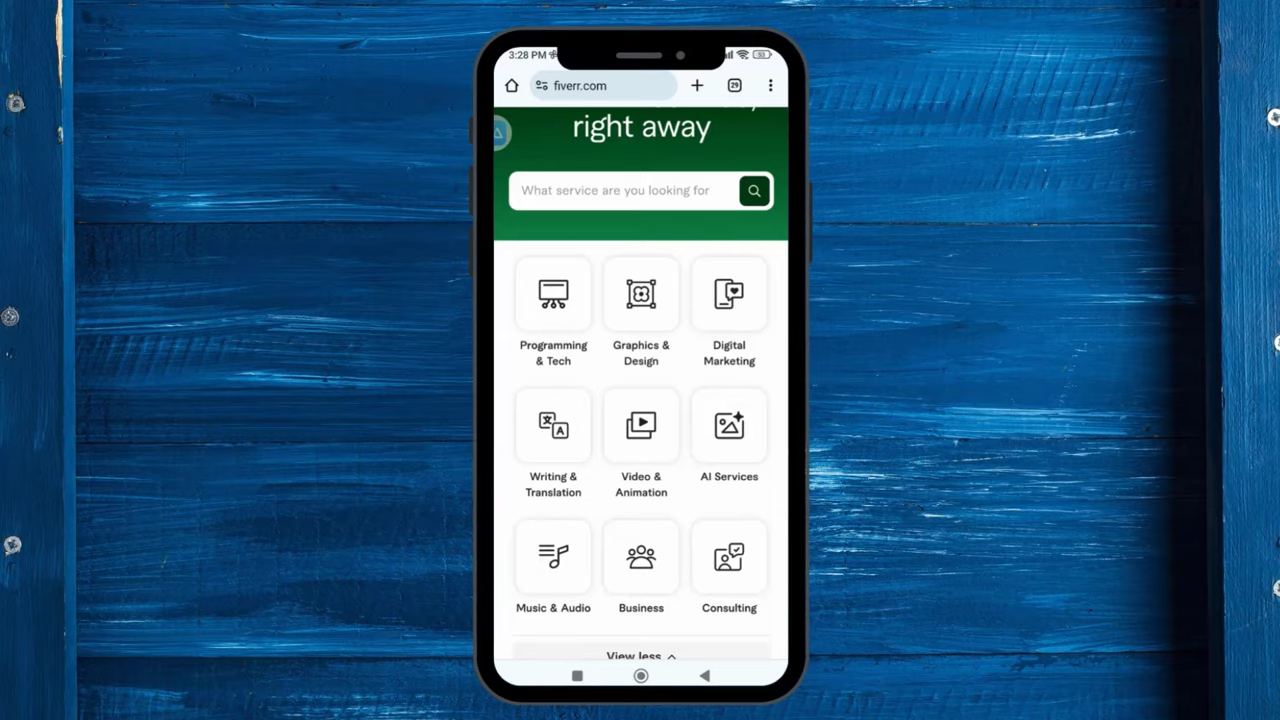 3:28 PM
53
fiverr.com
29
right away
What service are you looking for
Programming
& Tech
Graphics &
Design
Digital
Marketing
Writing &
Translation
Video &
Animation
AI Services
Music & Audio
Business
Consulting
View less